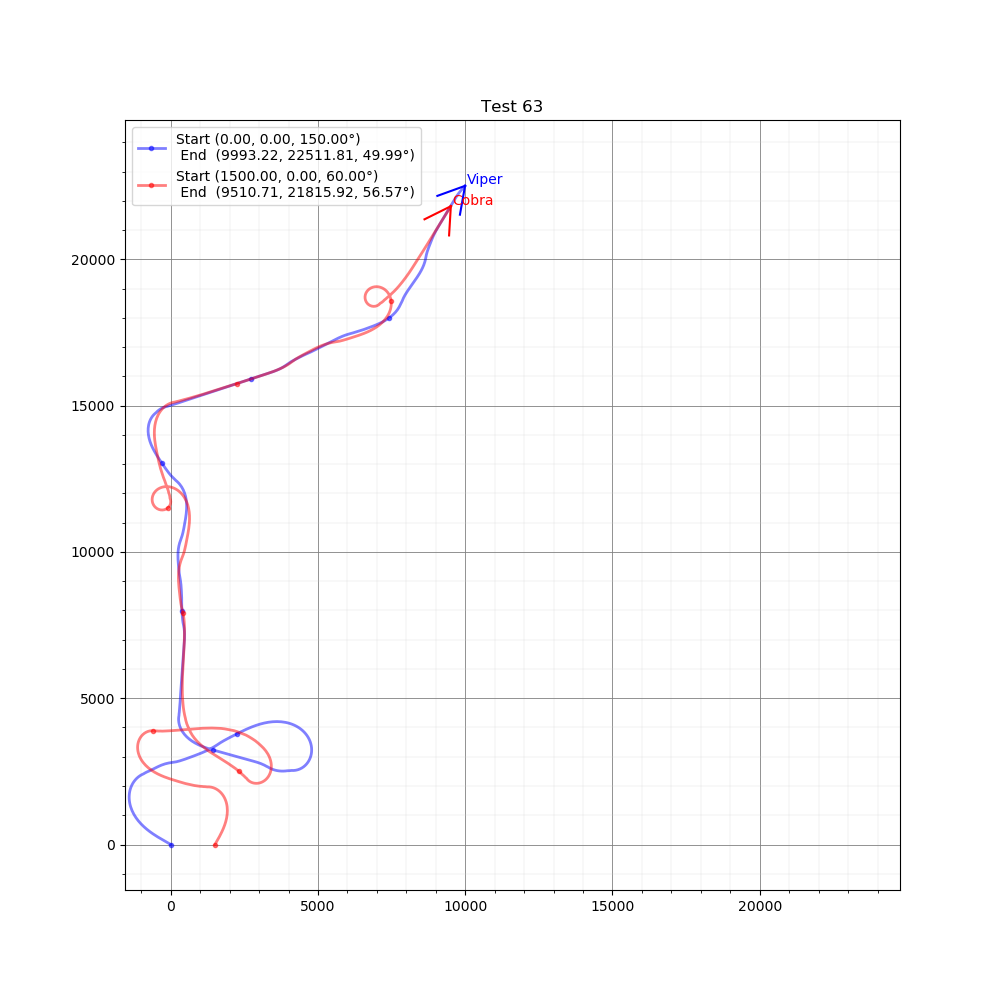 Test 63
Start (0.00, 0.00, 150.00°)
End (9993.22, 22511.81, 49.99°)
Start (1500.00, 0.00, 60.00°)
End (9510.71, 21815.92, 56.57°)
Viper
Cobra
20000
15000
10000
5000
0
0 5000 10000 15000 20000